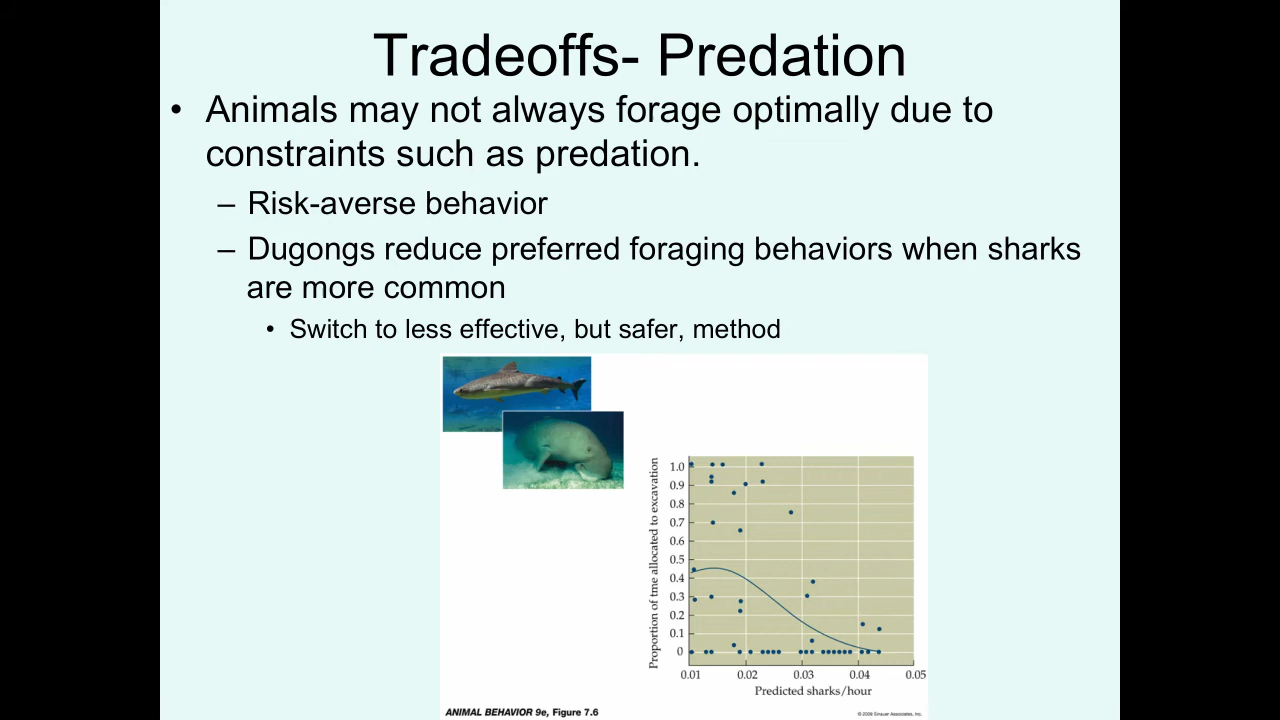 Tradeoffs- Predation
• Animals may not always forage optimally due to
constraints such as predation.
– Risk-averse behavior
– Dugongs reduce preferred foraging behaviors when sharks
are more common
• Switch to less effective, but safer, method
Proportion of tme allocated to excavation
1.0
0.9
0.8
0.7
0.6
0.5
0.4
0.3
0.2
0.1
0
0.01 0.02 0.03 0.04 0.05
Predicted sharks/hour
ANIMAL BEHAVIOR 9e, Figure 7.6
© 2009 Sinauer Associates, Inc.